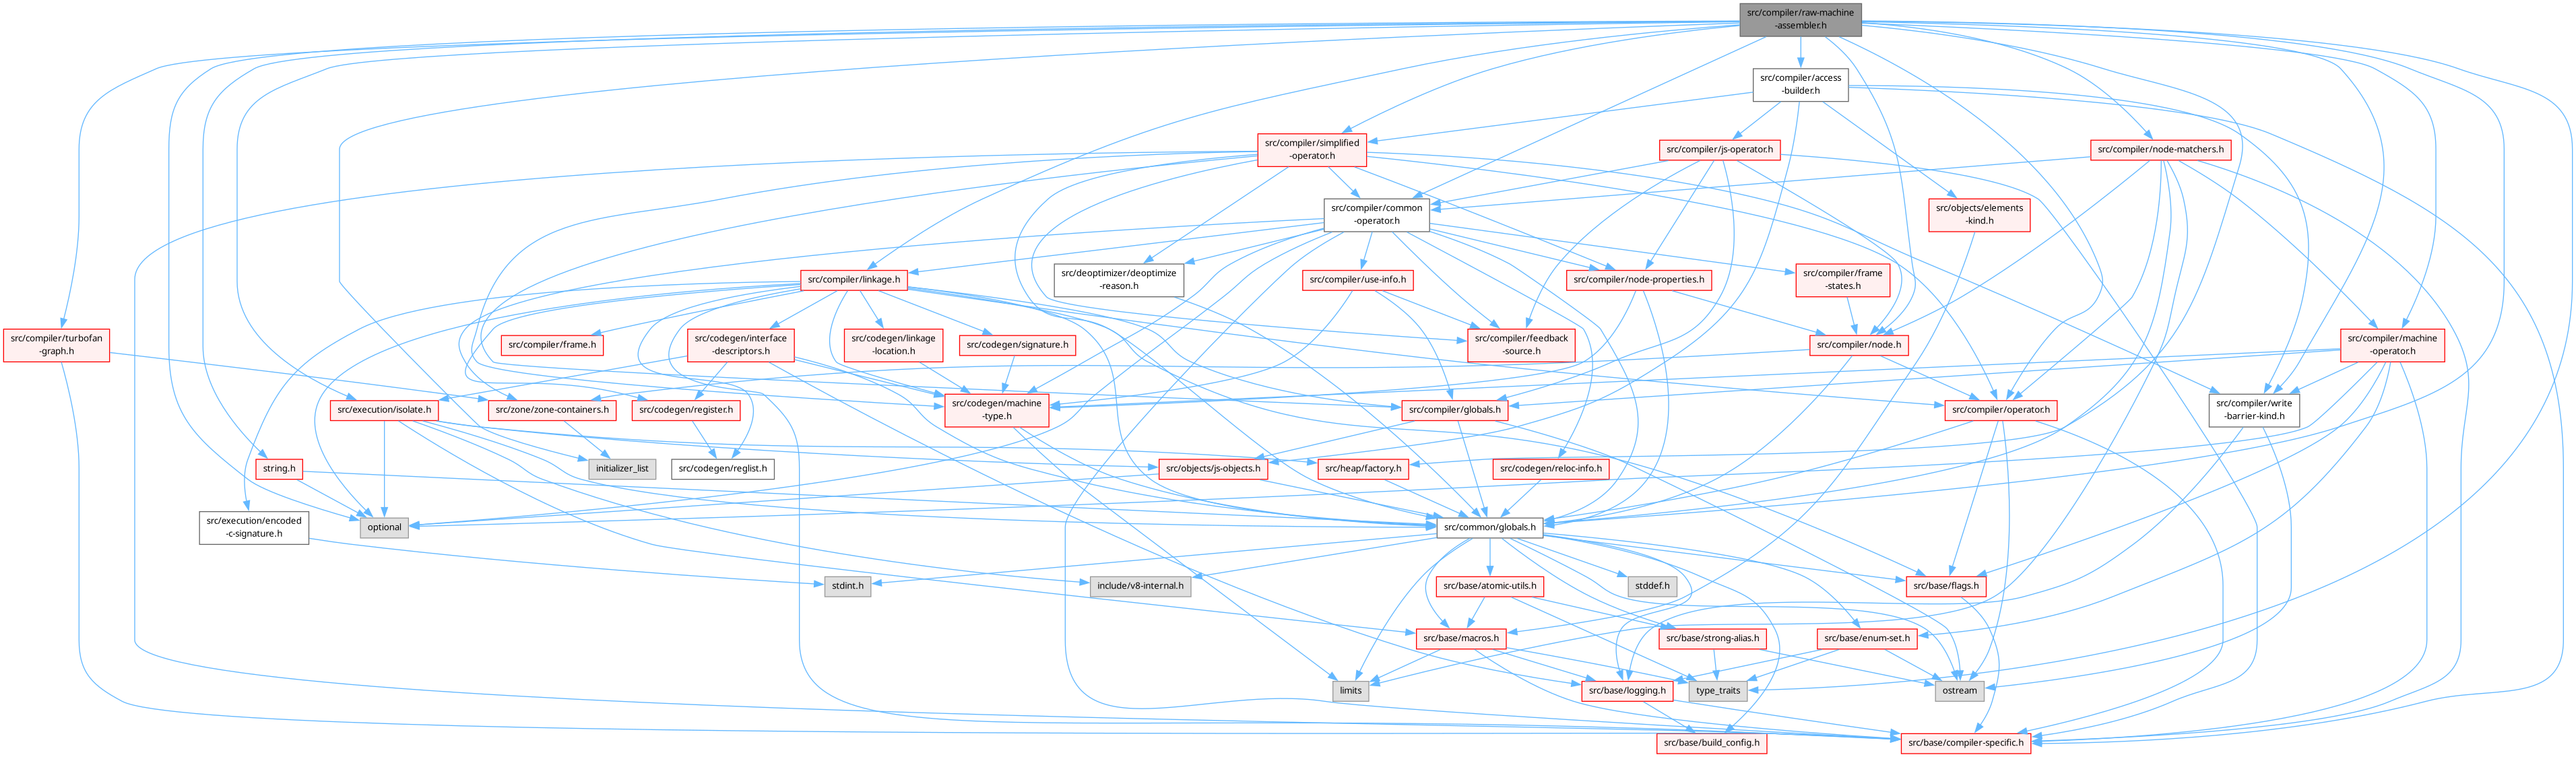 src/compiler/raw-machine
-assembler.h
src/compiler/access
-builder.h
src/compiler/simplified
-operator.h
src/compiler/js-operator.h
src/compiler/node-matchers.h
src/compiler/common
-operator.h
src/objects/elements
-kind.h
src/compiler/linkage.h
src/deoptimizer/deoptimize
-reason.h
src/compiler/use-info.h
src/compiler/node-properties.h
src/compiler/frame
-states.h
src/compiler/turbofan
-graph.h
src/compiler/frame.h
src/codegen/interface
-descriptors.h
src/codegen/linkage
-location.h
src/codegen/signature.h
src/compiler/feedback
-source.h
src/compiler/node.h
src/compiler/machine
-operator.h
src/execution/isolate.h
src/zone/zone-containers.h
src/codegen/register.h
src/codegen/machine
-type.h
src/compiler/globals.h
src/compiler/operator.h
src/compiler/write
-barrier-kind.h
string.h
initializer_list
src/codegen/reglist.h
src/objects/js-objects.h
src/heap/factory.h
src/codegen/reloc-info.h
src/execution/encoded
-c-signature.h
optional
src/common/globals.h
stdint.h
include/v8-internal.h
src/base/atomic-utils.h
stddef.h
src/base/flags.h
src/base/macros.h
src/base/strong-alias.h
src/base/enum-set.h
limits
src/base/logging.h
type_traits
ostream
src/base/build_config.h
src/base/compiler-specific.h